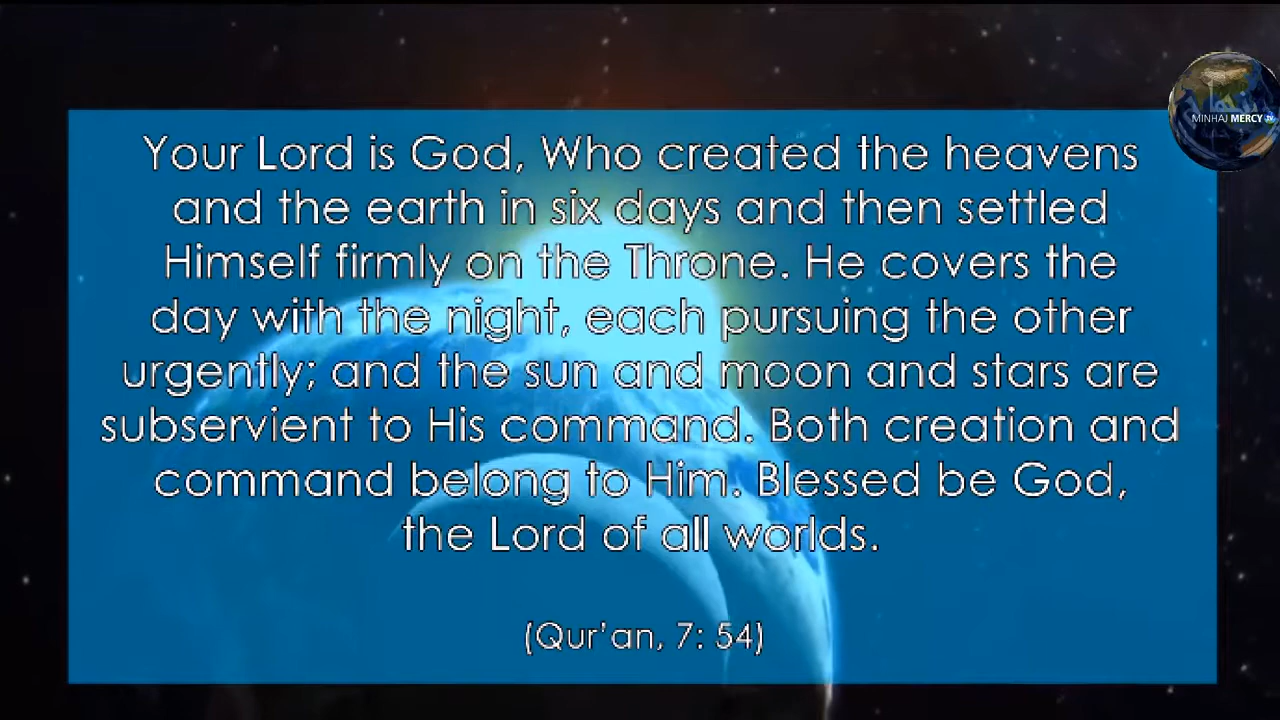 Your Lord is God, Who created the heavens
and the earth in six days and then settled
Himself firmly on the Throne. He covers the
day with the night, each pursuing the other
urgently; and the sun and moon and stars are
subservient to His command. Both creation and
command belong to Him. Blessed be God,
the Lord of all worlds.
(Qur'an, 7: 54)
MINHAJ MERCY.tv